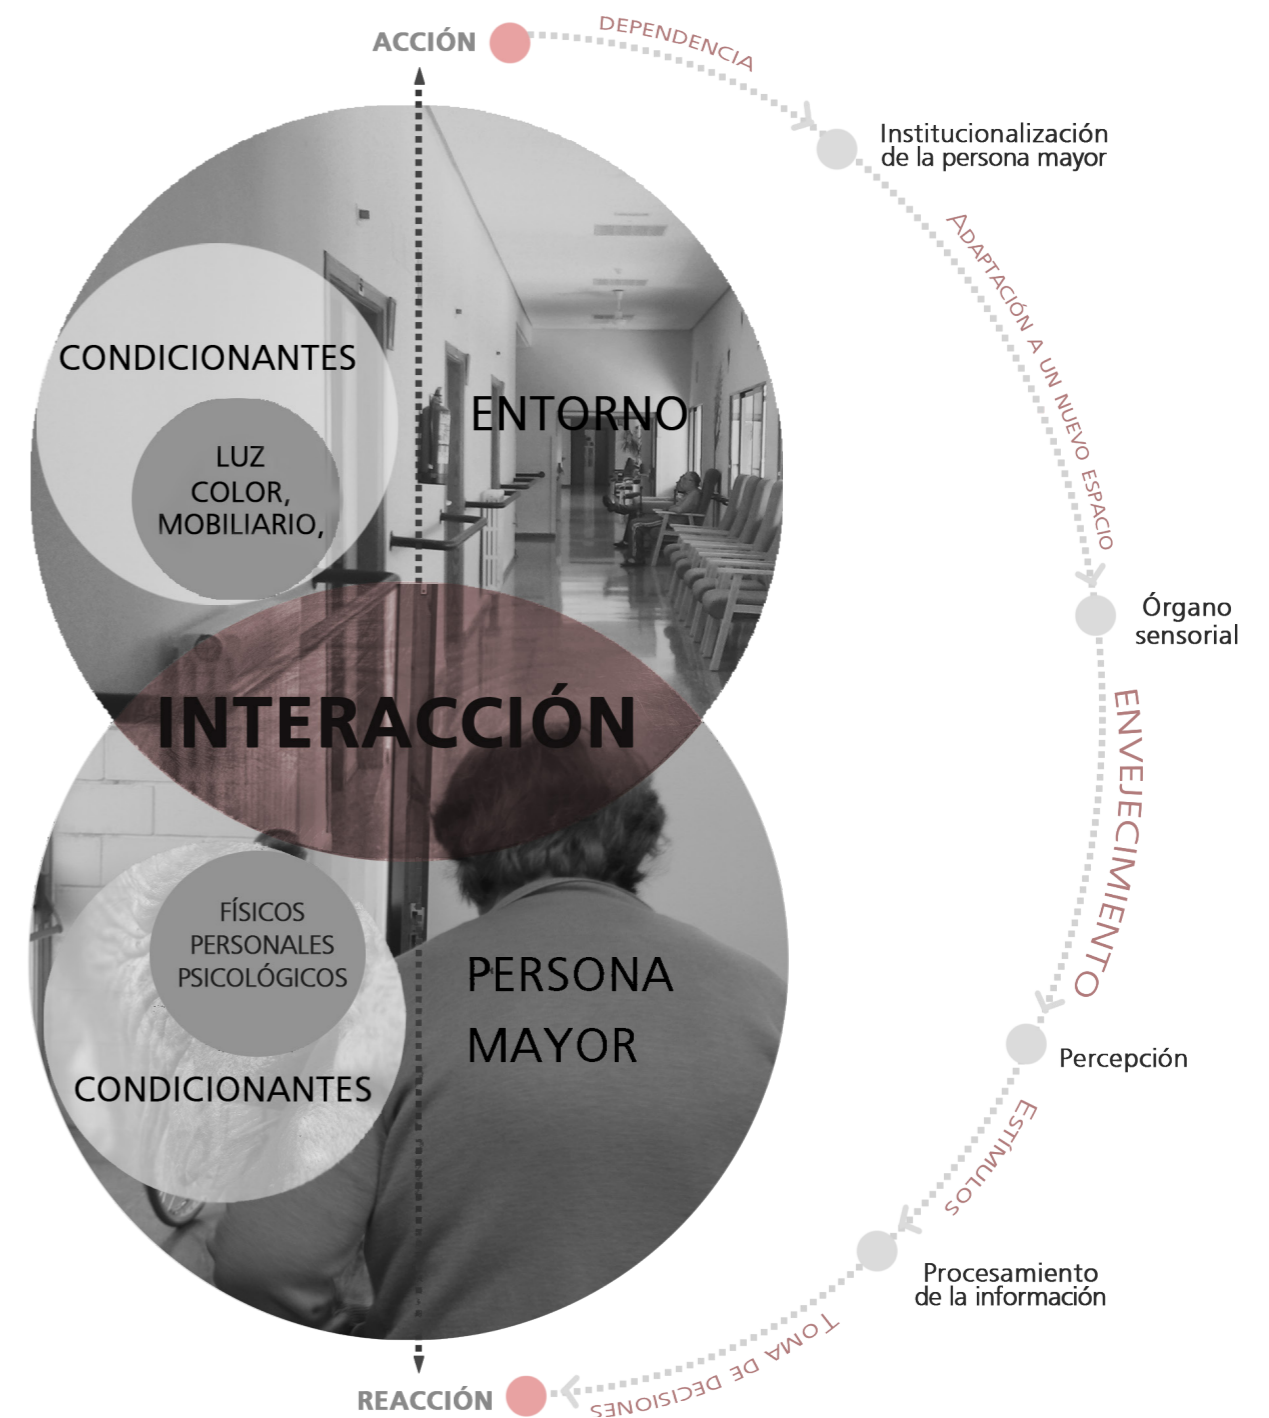 ACCIÓN
DEPENDENCIA
Institucionalización
de la persona mayor
ADAPTACIÓN A UN NUEVO ESPACIO
CONDICIONANTES
LUZ
COLOR,
MOBILIARIO,
ENTORNO
Órgano
sensorial
INTERACCIÓN
ENVEJECIMIENTO
FÍSICOS
PERSONALES
PSICOLÓGICOS
CONDICIONANTES
PERSONA
MAYOR
Percepción
ESTÍMULOS
Procesamiento
de la información
TOMA DE DECISIONES
REACCIÓN